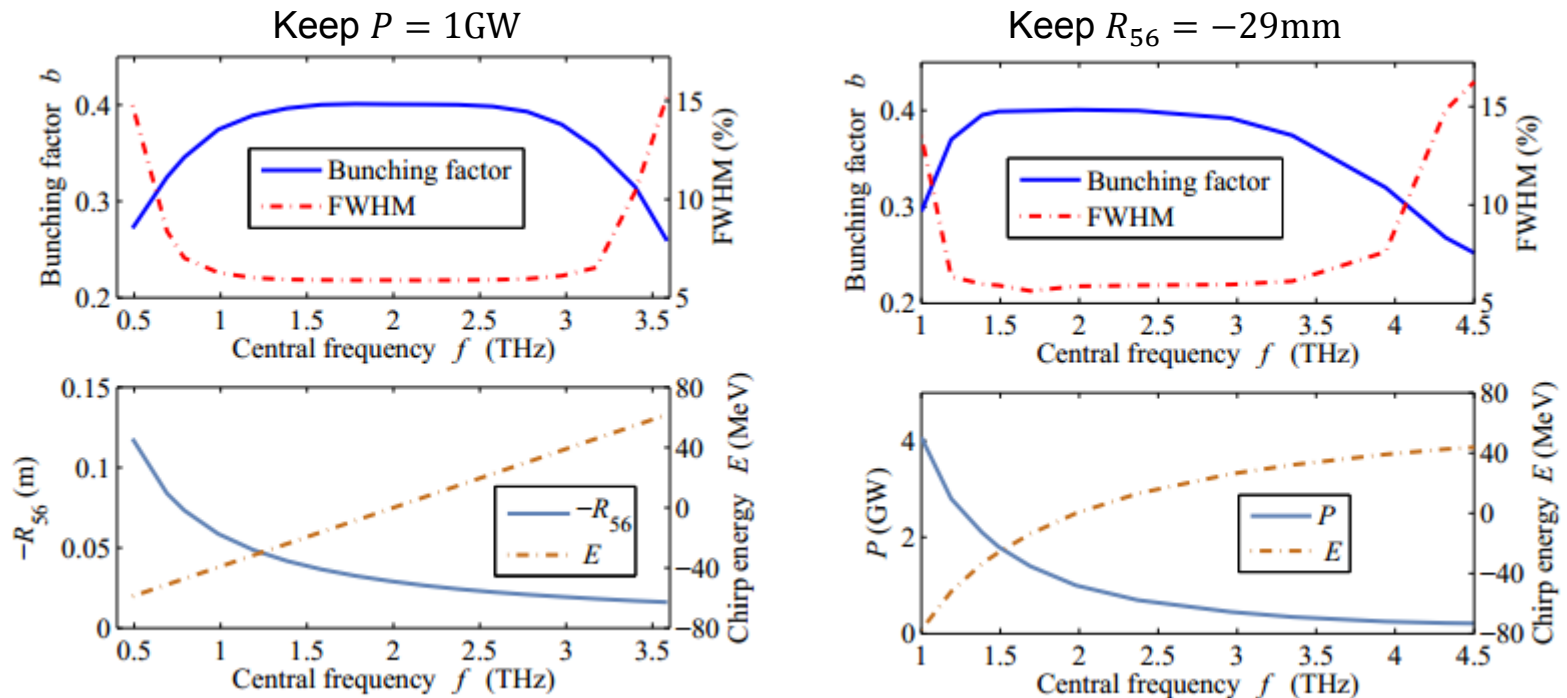 Keep P = 1GW
Bunching factor b
0.4
0.3
0.2
15
10
5
FWHM (%)
Bunching factor
FWHM
0.5 1 1.5 2 2.5 3 3.5
Central frequency f (THz)
Keep R56 = −29mm
Bunching factor b
0.4
0.3
0.2
15
10
5
FWHM (%)
Bunching factor
FWHM
1 1.5 2 2.5 3 3.5 4 4.5
Central frequency f (THz)
−R56 (m)
0.15
0.1
0.05
0
80
40
0
−40
−80
Chirp energy E (MeV)
−R56
E
0.5 1 1.5 2 2.5 3 3.5
Central frequency f (THz)
P (GW)
4
2
0
80
40
0
−40
−80
Chirp energy E (MeV)
P
E
1 1.5 2 2.5 3 3.5 4 4.5
Central frequency f (THz)